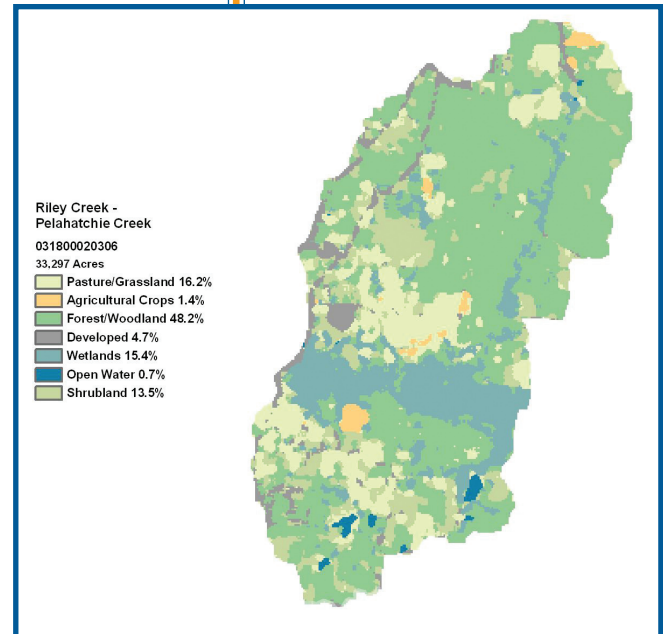 Riley Creek -
Pelahatchie Creek
031800020306
33,297 Acres
Pasture/Grassland 16.2%
Agricultural Crops 1.4%
Forest/Woodland 48.2%
Developed 4.7%
Wetlands 15.4%
Open Water 0.7%
Shrubland 13.5%